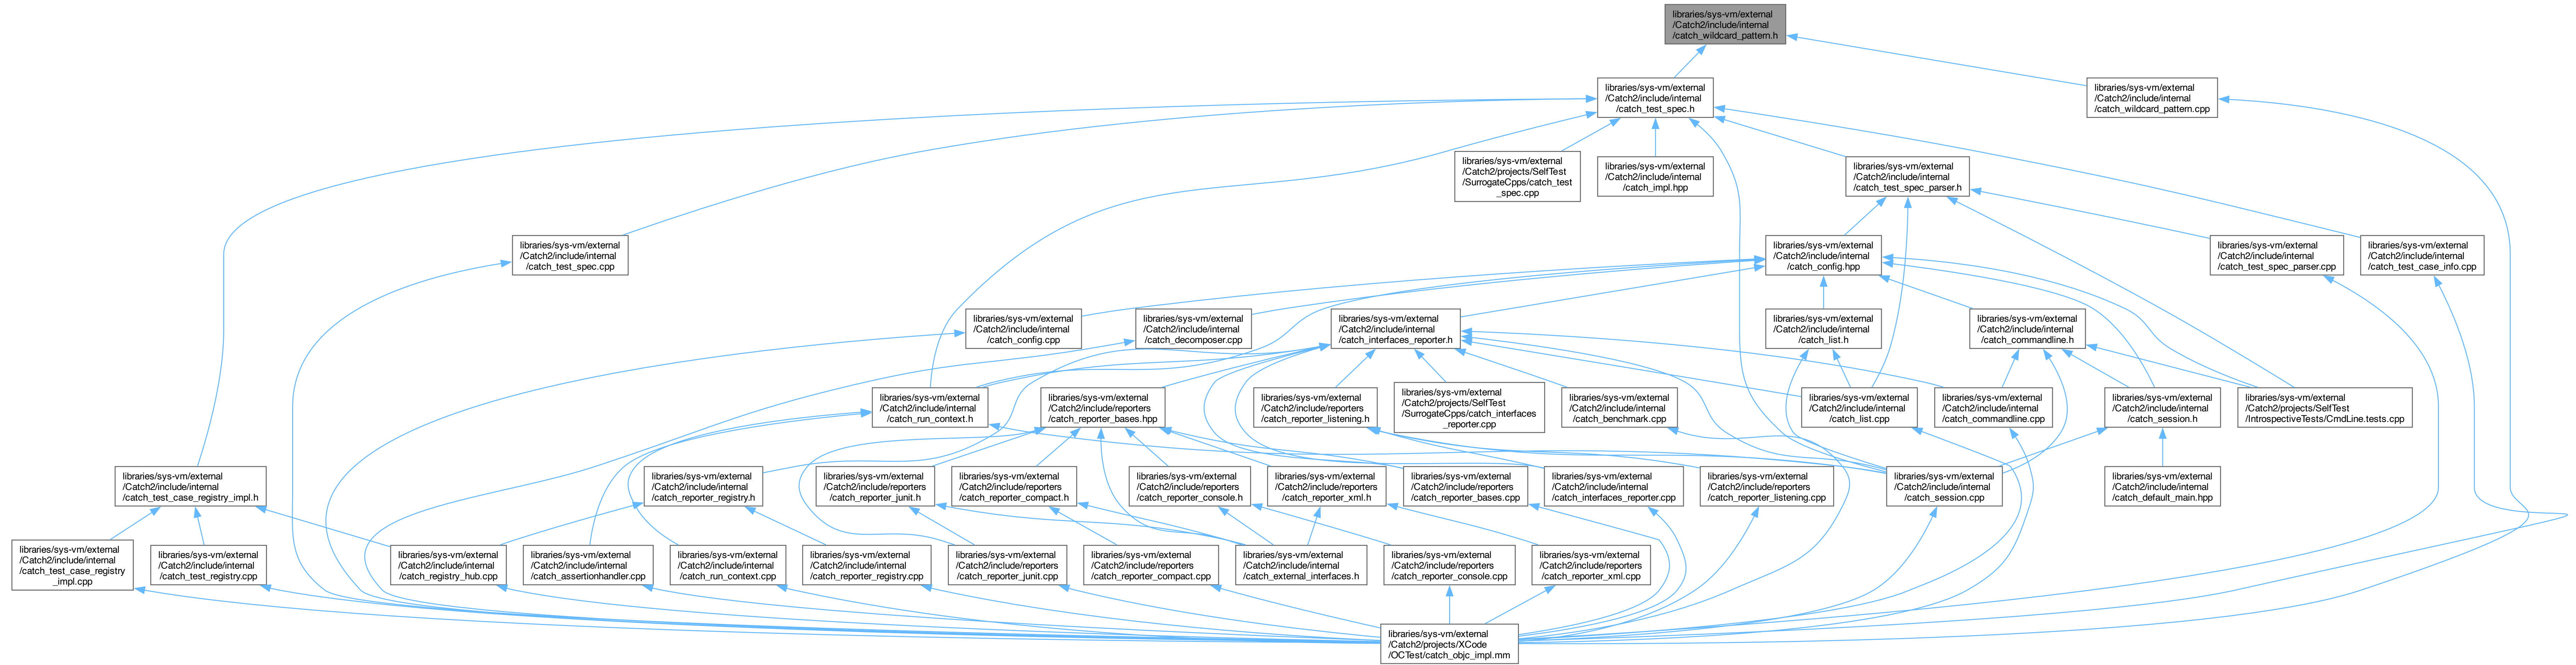 libraries/sys-vm/external
/Catch2/include/internal
/catch_wildcard_pattern.h
libraries/sys-vm/external
/Catch2/include/internal
/catch_test_spec.h
libraries/sys-vm/external
/Catch2/include/internal
/catch_wildcard_pattern.cpp
libraries/sys-vm/external
/Catch2/projects/SelfTest
/SurrogateCpps/catch_test
_spec.cpp
libraries/sys-vm/external
/Catch2/include/internal
/catch_impl.hpp
libraries/sys-vm/external
/Catch2/include/internal
/catch_test_spec_parser.h
libraries/sys-vm/external
/Catch2/include/internal
/catch_test_spec.cpp
libraries/sys-vm/external
/Catch2/include/internal
/catch_config.hpp
libraries/sys-vm/external
/Catch2/include/internal
/catch_test_spec_parser.cpp
libraries/sys-vm/external
/Catch2/include/internal
/catch_test_case_info.cpp
libraries/sys-vm/external
/Catch2/include/internal
/catch_config.cpp
libraries/sys-vm/external
/Catch2/include/internal
/catch_decomposer.cpp
libraries/sys-vm/external
/Catch2/include/internal
/catch_interfaces_reporter.h
libraries/sys-vm/external
/Catch2/include/internal
/catch_list.h
libraries/sys-vm/external
/Catch2/include/internal
/catch_commandline.h
libraries/sys-vm/external
/Catch2/include/internal
/catch_run_context.h
libraries/sys-vm/external
/Catch2/include/reporters
/catch_reporter_bases.hpp
libraries/sys-vm/external
/Catch2/include/reporters
/catch_reporter_listening.h
libraries/sys-vm/external
/Catch2/projects/SelfTest
/SurrogateCpps/catch_interfaces
_reporter.cpp
libraries/sys-vm/external
/Catch2/include/internal
/catch_benchmark.cpp
libraries/sys-vm/external
/Catch2/include/internal
/catch_list.cpp
libraries/sys-vm/external
/Catch2/include/internal
/catch_commandline.cpp
libraries/sys-vm/external
/Catch2/include/internal
/catch_session.h
libraries/sys-vm/external
/Catch2/projects/SelfTest
/IntrospectiveTests/CmdLine.tests.cpp
libraries/sys-vm/external
/Catch2/include/internal
/catch_test_case_registry_impl.h
libraries/sys-vm/external
/Catch2/include/internal
/catch_reporter_registry.h
libraries/sys-vm/external
/Catch2/include/reporters
/catch_reporter_junit.h
libraries/sys-vm/external
/Catch2/include/reporters
/catch_reporter_compact.h
libraries/sys-vm/external
/Catch2/include/reporters
/catch_reporter_console.h
libraries/sys-vm/external
/Catch2/include/reporters
/catch_reporter_xml.h
libraries/sys-vm/external
/Catch2/include/reporters
/catch_reporter_bases.cpp
libraries/sys-vm/external
/Catch2/include/internal
/catch_interfaces_reporter.cpp
libraries/sys-vm/external
/Catch2/include/reporters
/catch_reporter_listening.cpp
libraries/sys-vm/external
/Catch2/include/internal
/catch_session.cpp
libraries/sys-vm/external
/Catch2/include/internal
/catch_default_main.hpp
libraries/sys-vm/external
/Catch2/include/internal
/catch_test_case_registry
_impl.cpp
libraries/sys-vm/external
/Catch2/include/internal
/catch_test_registry.cpp
libraries/sys-vm/external
/Catch2/include/internal
/catch_registry_hub.cpp
libraries/sys-vm/external
/Catch2/include/internal
/catch_assertionhandler.cpp
libraries/sys-vm/external
/Catch2/include/internal
/catch_run_context.cpp
libraries/sys-vm/external
/Catch2/include/internal
/catch_reporter_registry.cpp
libraries/sys-vm/external
/Catch2/include/reporters
/catch_reporter_junit.cpp
libraries/sys-vm/external
/Catch2/include/reporters
/catch_reporter_compact.cpp
libraries/sys-vm/external
/Catch2/include/internal
/catch_external_interfaces.h
libraries/sys-vm/external
/Catch2/include/reporters
/catch_reporter_console.cpp
libraries/sys-vm/external
/Catch2/include/reporters
/catch_reporter_xml.cpp
libraries/sys-vm/external
/Catch2/projects/XCode
/OCTest/catch_objc_impl.mm